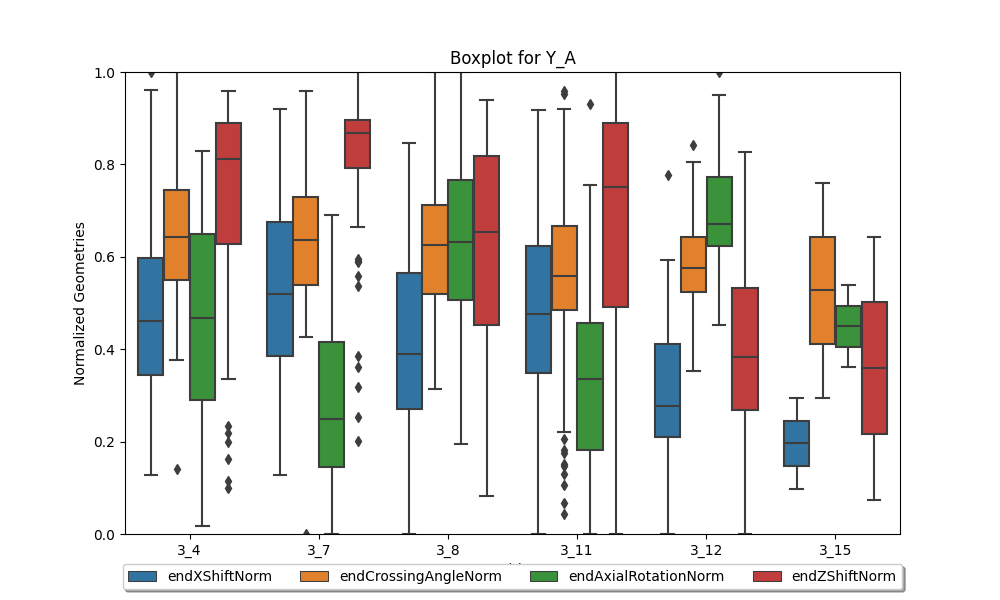 Boxplot for Y_A
Normalized Geometries
1.0
0.8
0.6
0.4
0.2
0.0
3_4 3_7 3_8 3_11 3_12 3_15
endXShiftNorm endCrossingAngleNorm endAxialRotationNorm endZShiftNorm